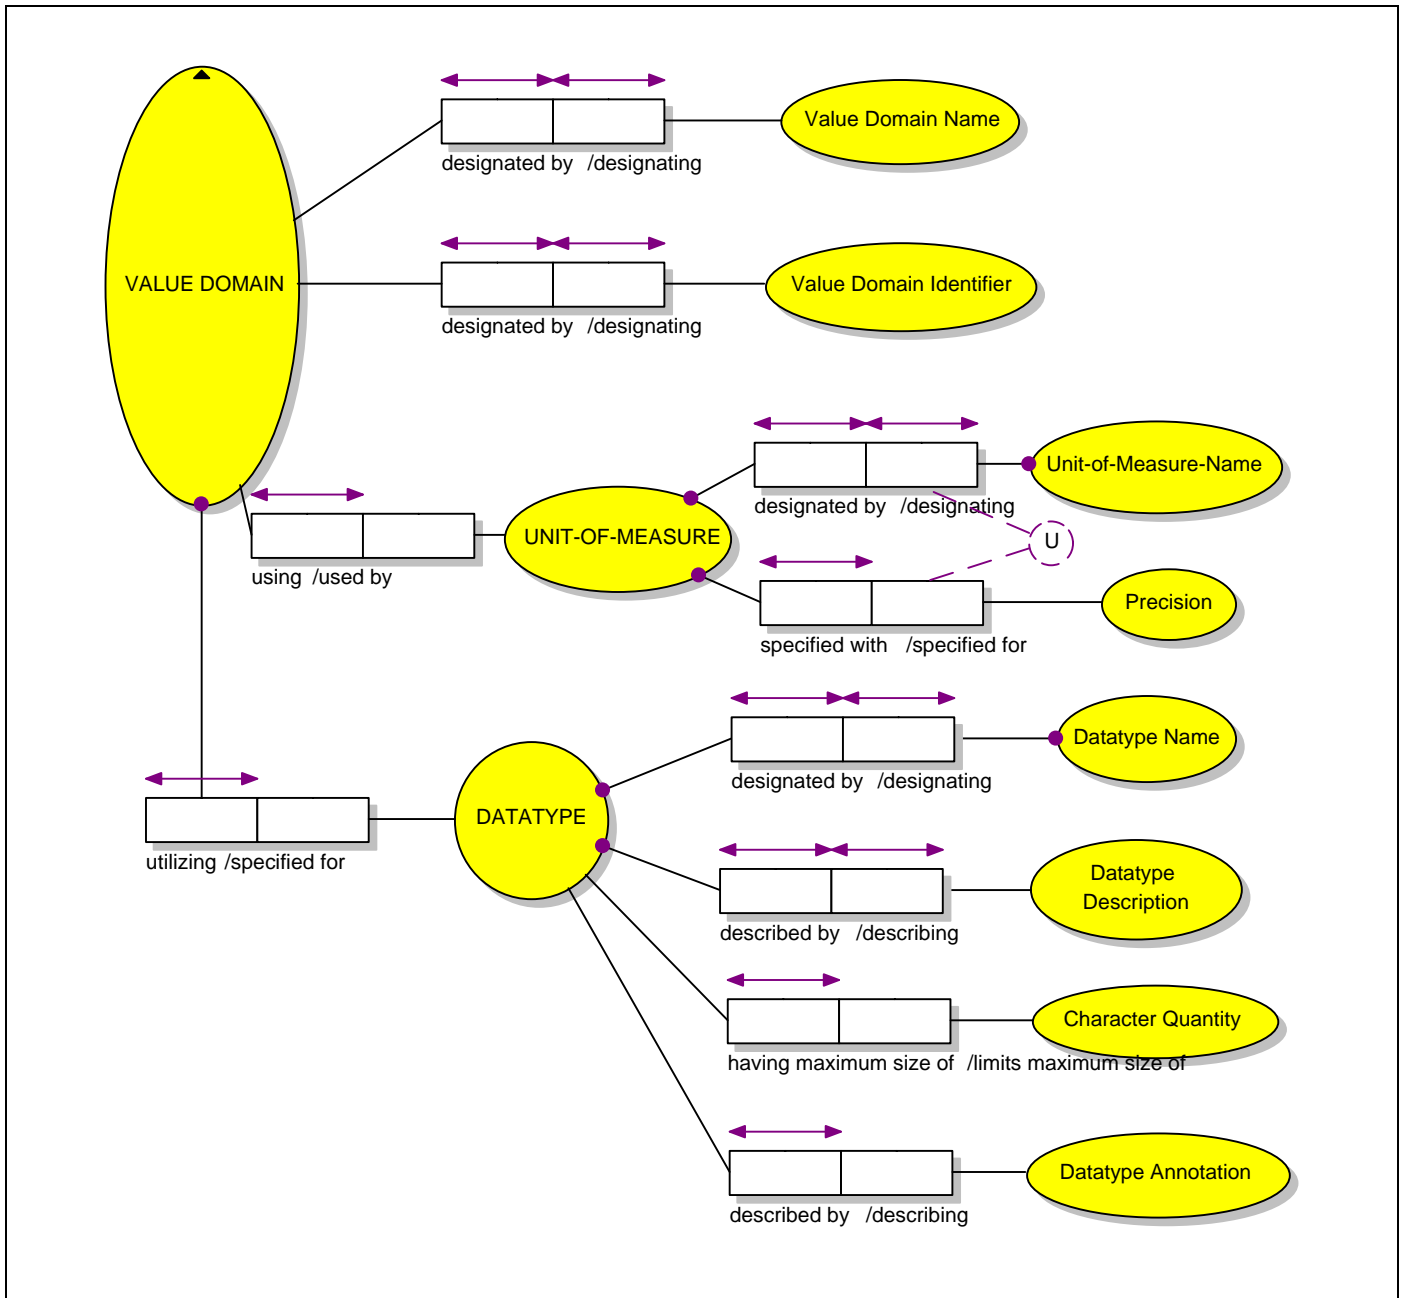 Value Domain Name
designated by /designating
VALUE DOMAIN
Value Domain Identifier
designated by /designating
Unit-of-Measure-Name
designated by /designating
UNIT-OF-MEASURE
U
using /used by
Precision
specified with /specified for
Datatype Name
designated by /designating
DATATYPE
utilizing /specified for
Datatype
Description
described by /describing
Character Quantity
having maximum size of /limits maximum size of
Datatype Annotation
described by /describing